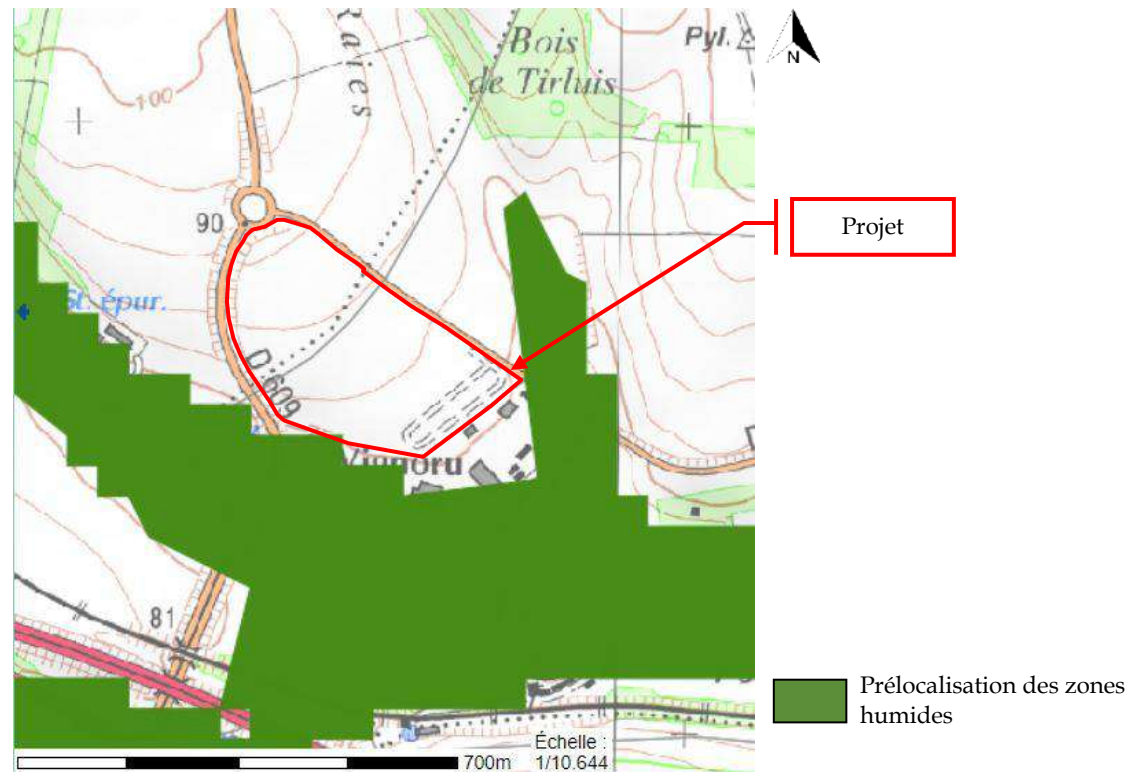 Raies
Bois
de Tirluis
Pyl.
N
100
90
Projet
St. épur.
D 609
81
Prélocalisation des zones
humides
Échelle :
700m
1/10.644